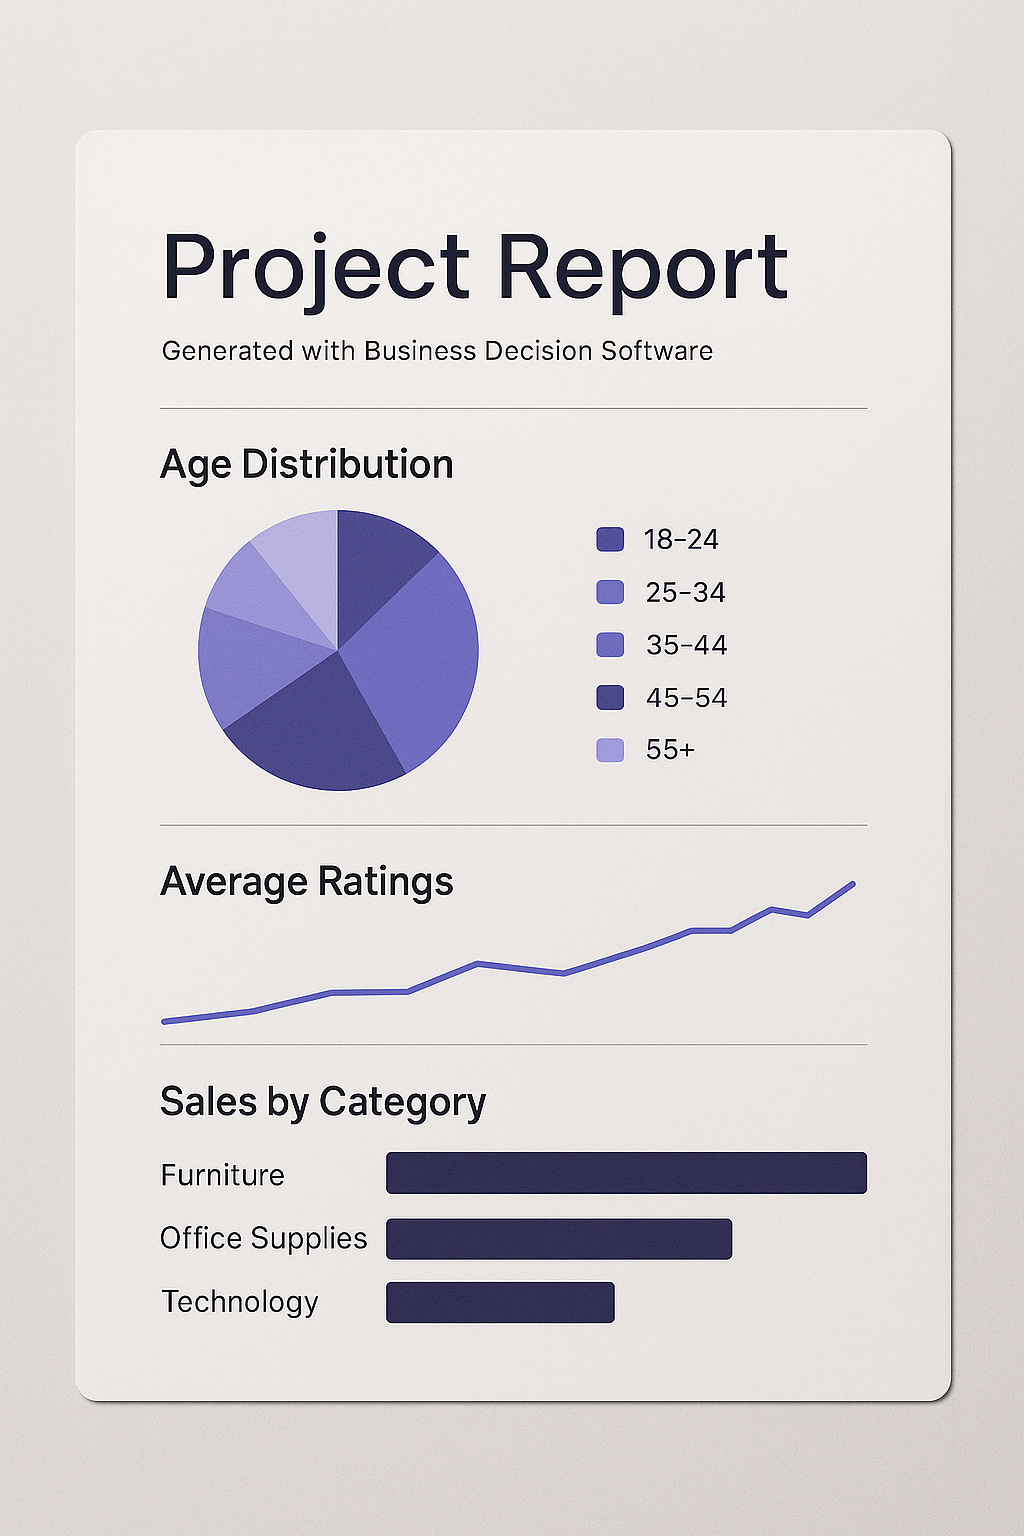 Project Report
Generated with Business Decision Software
Age Distribution
18–24
25–34
35–44
45–54
55+
Average Ratings
Sales by Category
Furniture
Office Supplies
Technology